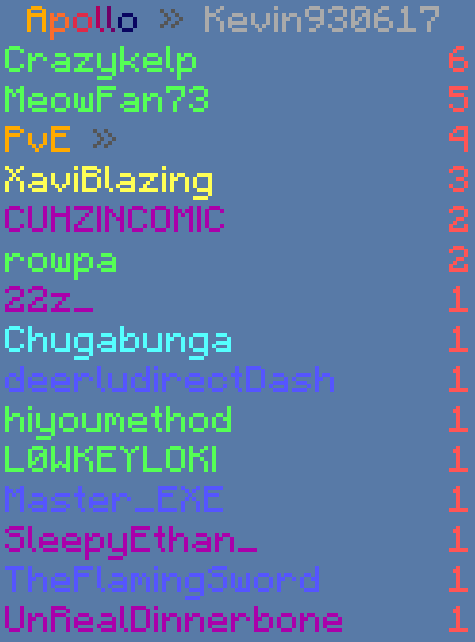 Apollo » Kevin930617
Crazykelp 6
MeowFan73 5
PvE » 4
XaviBlazing 3
CUHZINCOMIC 2
rowpa 2
22z_ 1
Chugabunga 1
deerludirectDash 1
hiyoumethod 1
L0WKEYLOKI 1
Master_EXE 1
SleepyEthan_ 1
TheFlamingSword 1
UnRealDinnerbone 1